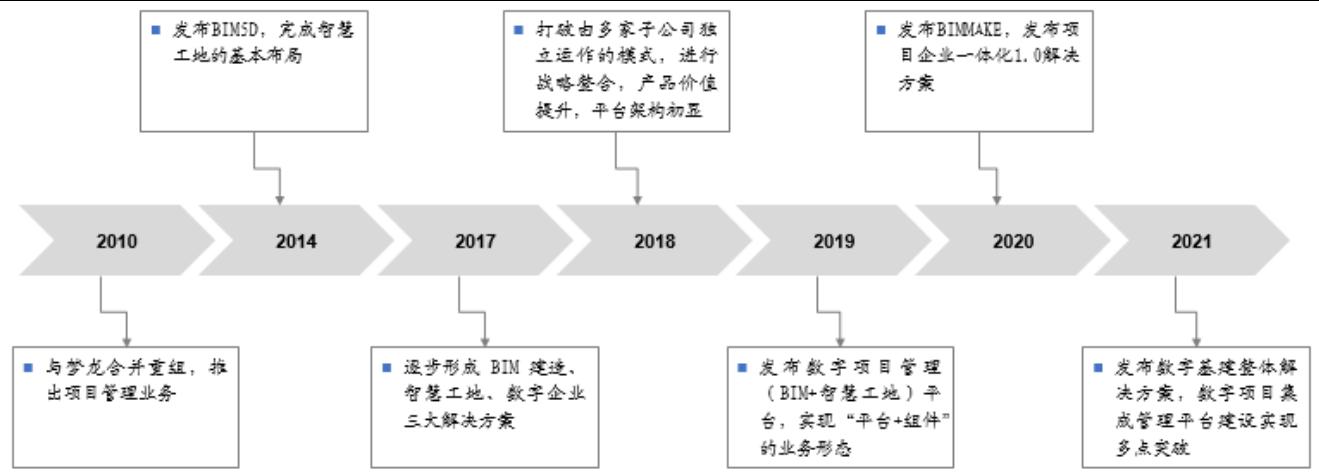 发布BIM5D，完成智慧
工地的基本布局
打破由多家子公司独
立运作的模式，进行
战略整合，产品价值
提升，平台架构初显
发布BIMMAKE，发布项
目企业一体化1.0解决
方案
2010
2014
2017
2018
2019
2020
2021
与梦龙合并重组，推
出项目管理业务
逐步形成 BIM 建造、
智慧工地、数字企业
三大解决方案
发布数字项目管理
（BIM+智慧工地）平
台，实现“平台+组件”
的业务形态
发布数字基建整体解
决方案，数字项目集
成管理平台建设实现
多点突破